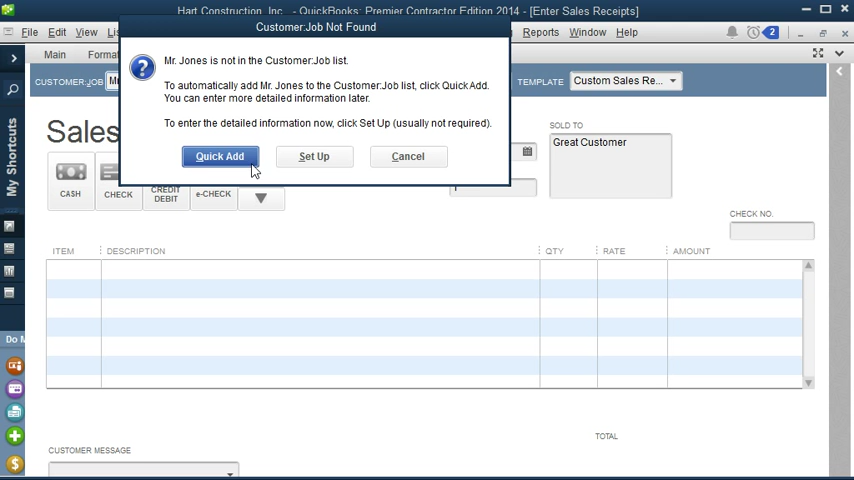 Hart Construction, Inc. - QuickBooks: Premier Contractor Edition 2014 - [Enter Sales Receipts]
File Edit View Reports Window Help
2
Customer:Job Not Found
Main
Mr. Jones is not in the Customer:Job list.
To automatically add Mr. Jones to the Customer:Job list, click Quick Add.
You can enter more detailed information later.
To enter the detailed information now, click Set Up (usually not required).
Quick Add Set Up Cancel
CUSTOMER:JOB
TEMPLATE Custom Sales Re...
My Shortcuts
Sales
SOLD TO
Great Customer
CASH CHECK CREDIT DEBIT e-CHECK
CHECK NO.
ITEM DESCRIPTION QTY RATE AMOUNT
TOTAL
CUSTOMER MESSAGE